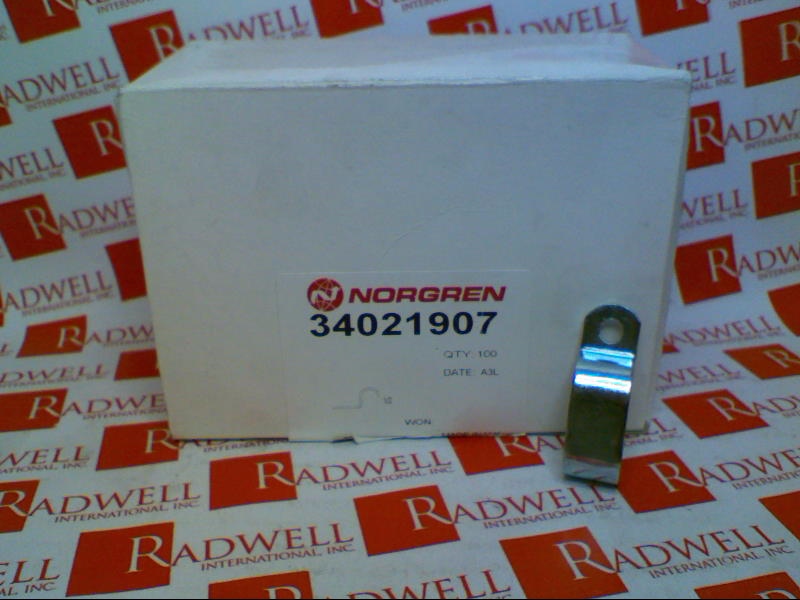 NORGREN
34021907
QTY: 100
DATE: A3L
WON
RADWELL
INTERNATIONAL, INC.